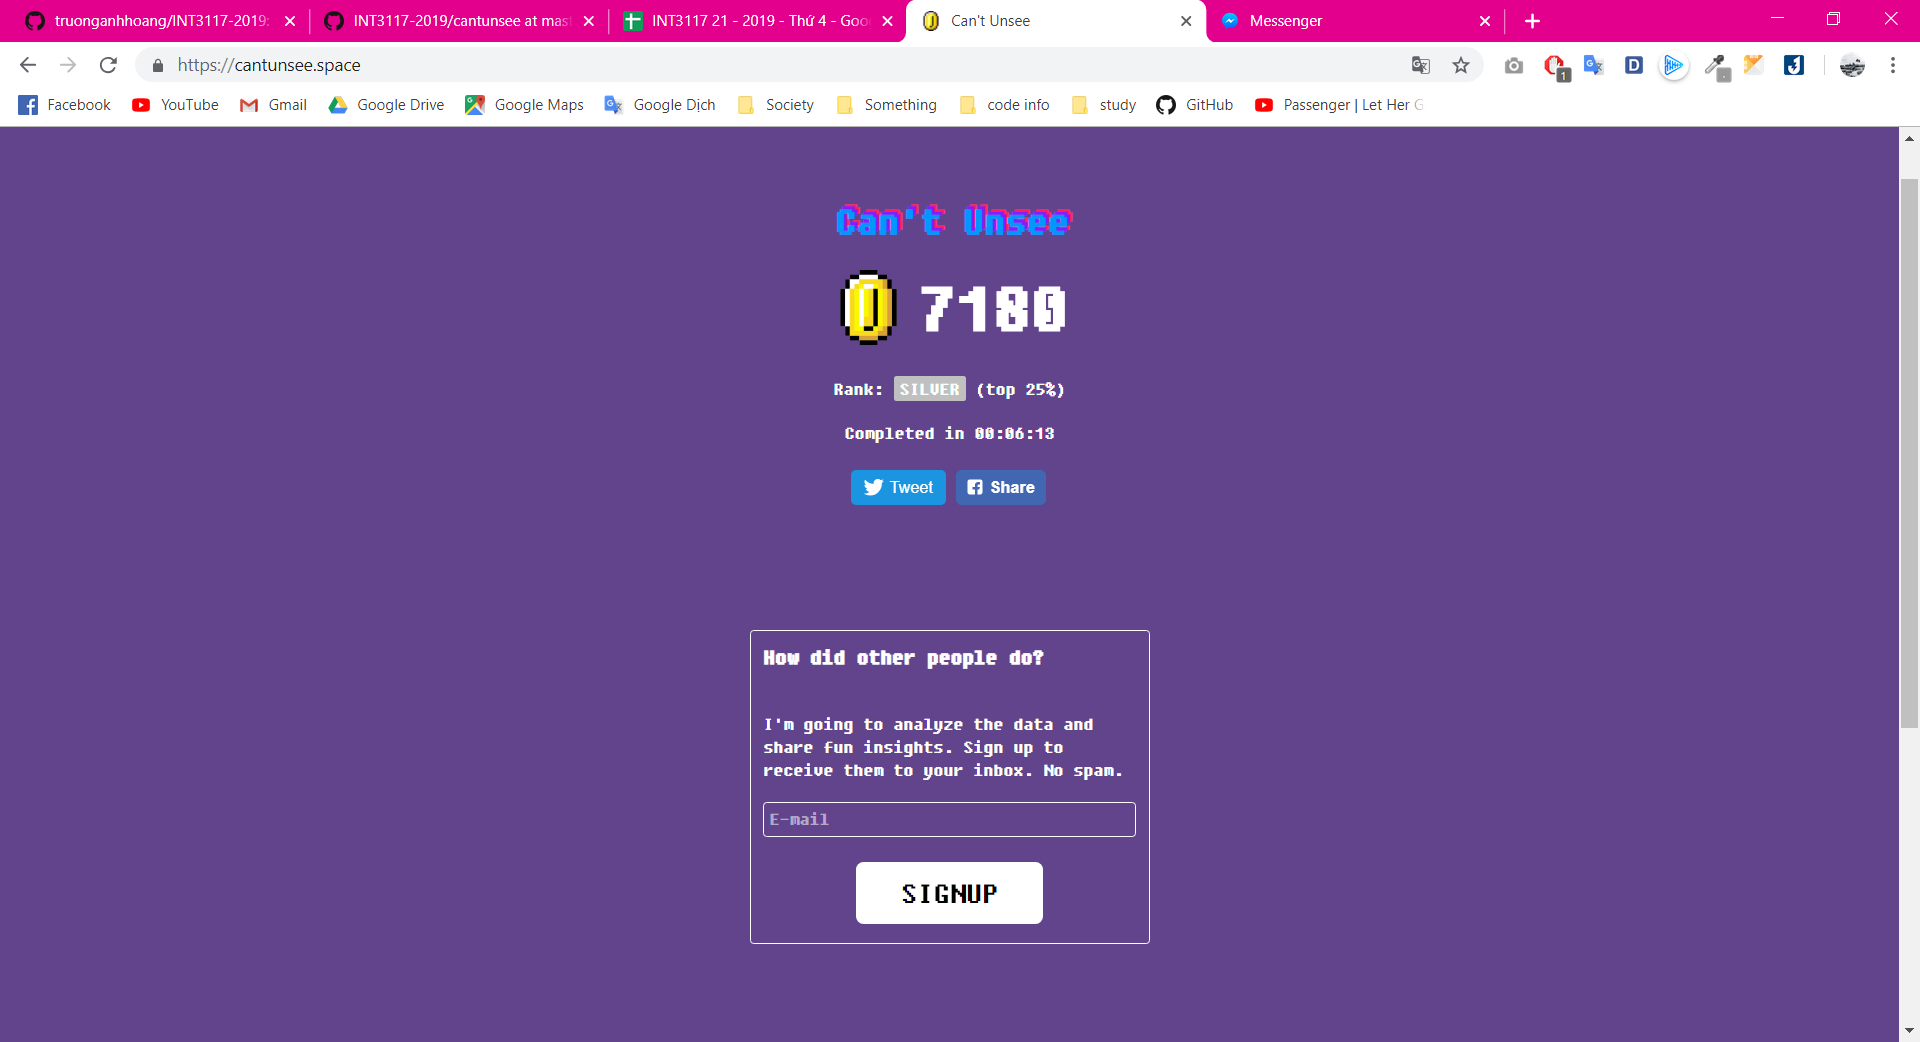 truonganhhoang/INT3117-2019:
INT3117-2019/cantunsee at mast
INT3117 21 - 2019 - Thứ 4 - Goo
Can't Unsee
Messenger
https://cantunsee.space
1
Facebook
YouTube
Gmail
Google Drive
Google Maps
Google Dịch
Society
Something
code info
study
GitHub
Passenger | Let Her G
Can't Unsee
7180
Rank: SILVER (top 25%)
Completed in 00:06:13
Tweet
Share
How did other people do?
I'm going to analyze the data and
share fun insights. Sign up to
receive them to your inbox. No spam.
E-mail
SIGNUP